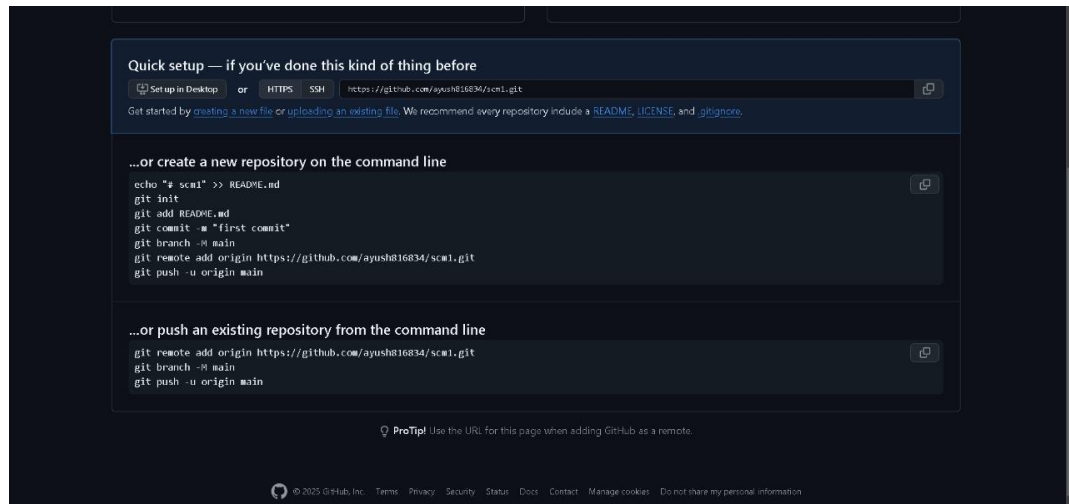 Quick setup — if you've done this kind of thing before
Set up in Desktop or HTTPS SSH https://github.com/ayush816834/scm1.git
Get started by creating a new file or uploading an existing file. We recommend every repository include a README, LICENSE, and .gitignore.
...or create a new repository on the command line
echo "# scm1" >> README.md
git init
git add README.md
git commit -m "first commit"
git branch -M main
git remote add origin https://github.com/ayush816834/scm1.git
git push -u origin main
...or push an existing repository from the command line
git remote add origin https://github.com/ayush816834/scm1.git
git branch -M main
git push -u origin main
ProTip! Use the URL for this page when adding GitHub as a remote.
© 2025 GitHub, Inc. Terms Privacy Security Status Docs Contact Manage cookies Do not share my personal information